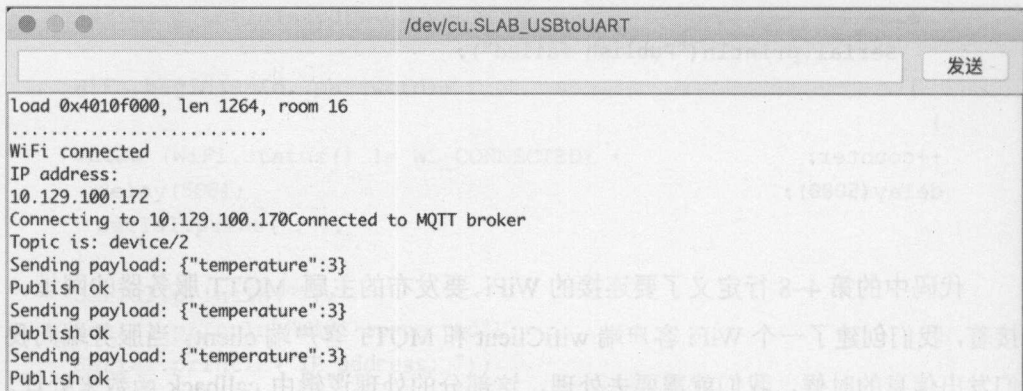 /dev/cu.SLAB_USBtoUART
发送
load 0x4010f000, len 1264, room 16
..........................
WiFi connected
IP address:
10.129.100.172
Connecting to 10.129.100.170Connected to MQTT broker
Topic is: device/2
Sending payload: {"temperature":3}
Publish ok
Sending payload: {"temperature":3}
Publish ok
Sending payload: {"temperature":3}
Publish ok